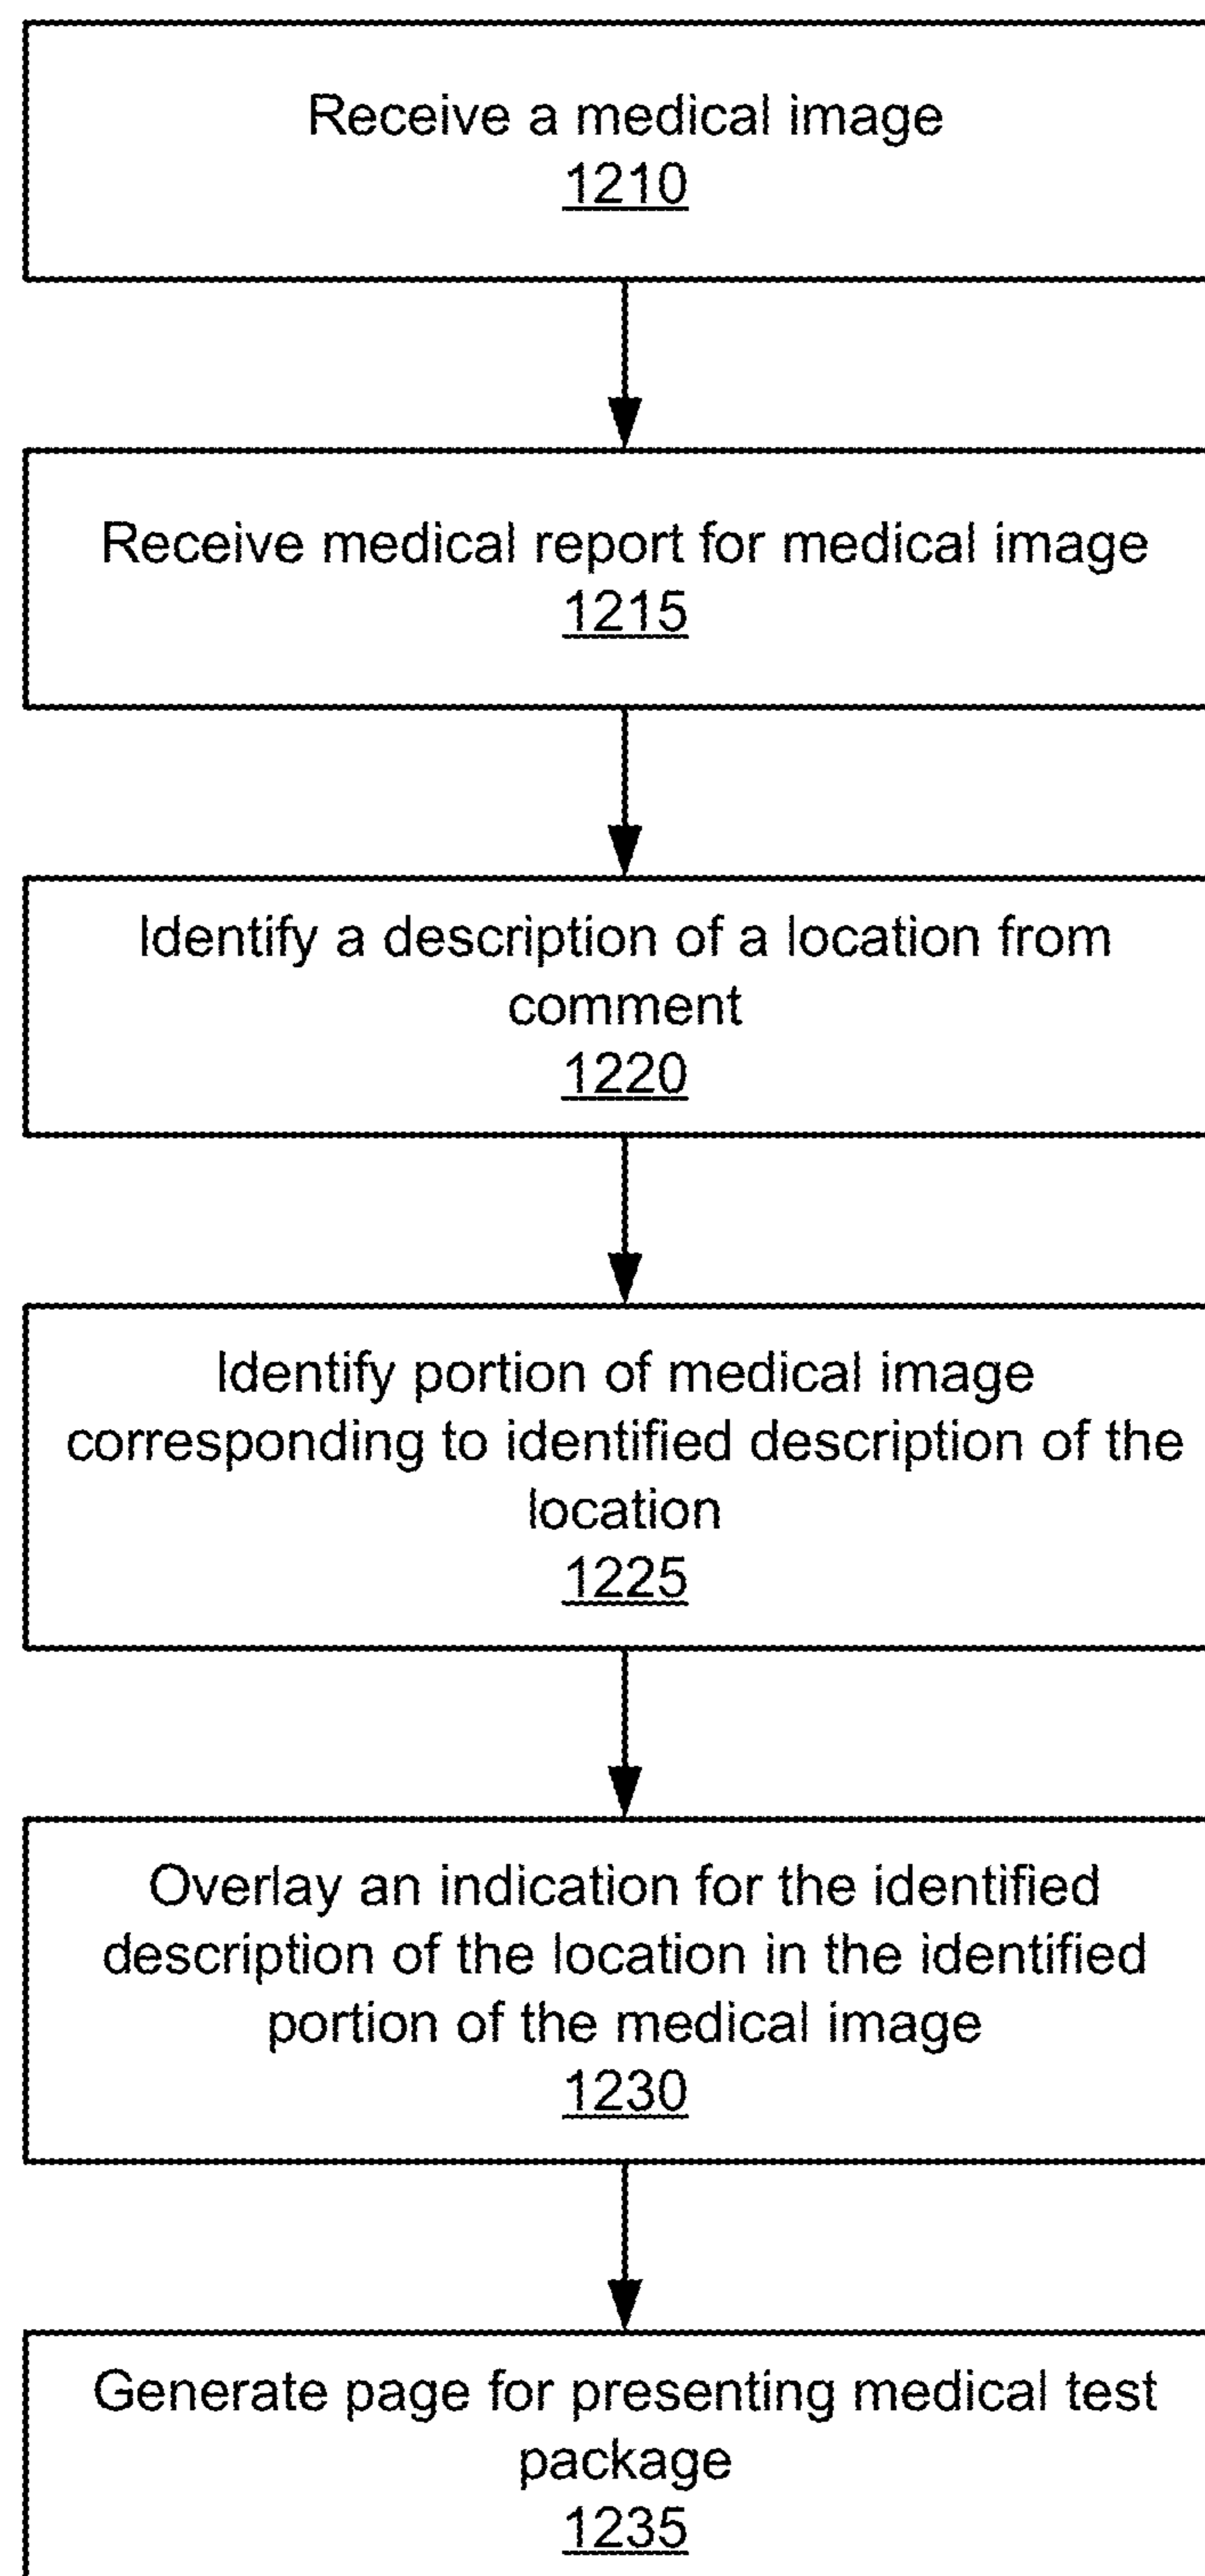 Receive a medical image
1210
Receive medical report for medical image
1215
Identify a description of a location from
comment
1220
Identify portion of medical image
corresponding to identified description of the
location
1225
Overlay an indication for the identified
description of the location in the identified
portion of the medical image
1230
Generate page for presenting medical test
package
1235